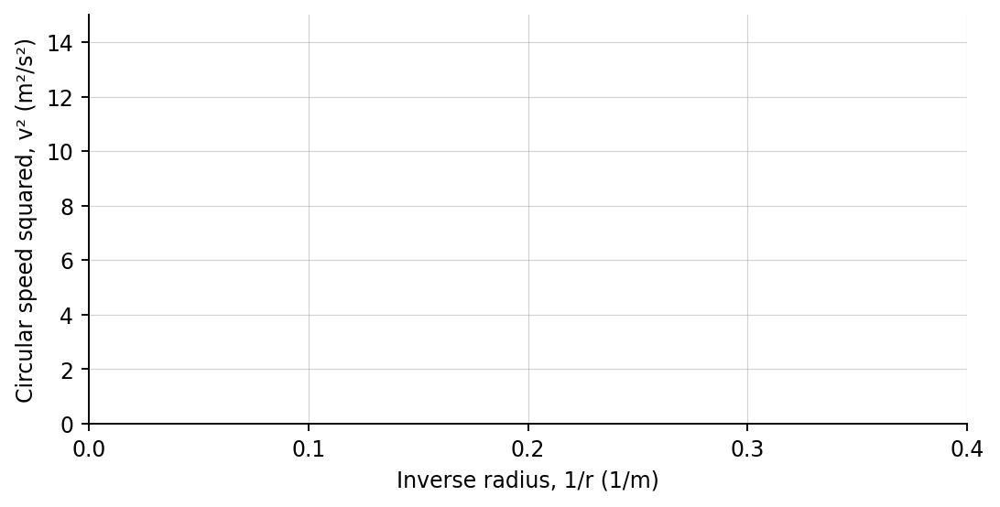 Circular speed squared, v² (m²/s²)
14
12
10
8
6
4
2
0
0.0 0.1 0.2 0.3 0.4
Inverse radius, 1/r (1/m)